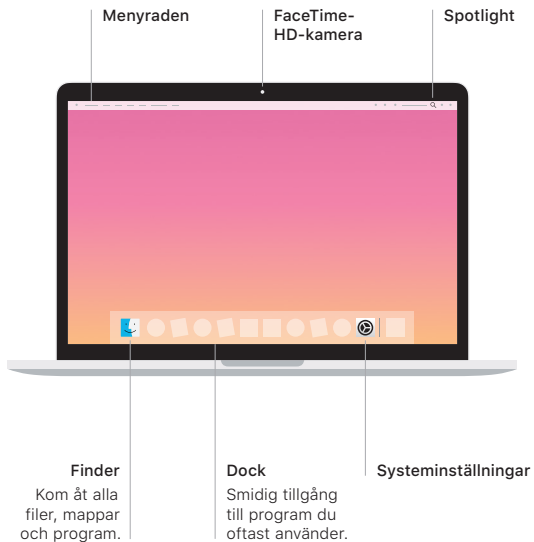 Menyraden
FaceTime-
HD-kamera
Spotlight
Finder
Kom åt alla
filer, mappar
och program.
Dock
Smidig tillgång
till program du
oftast använder.
Systeminställningar